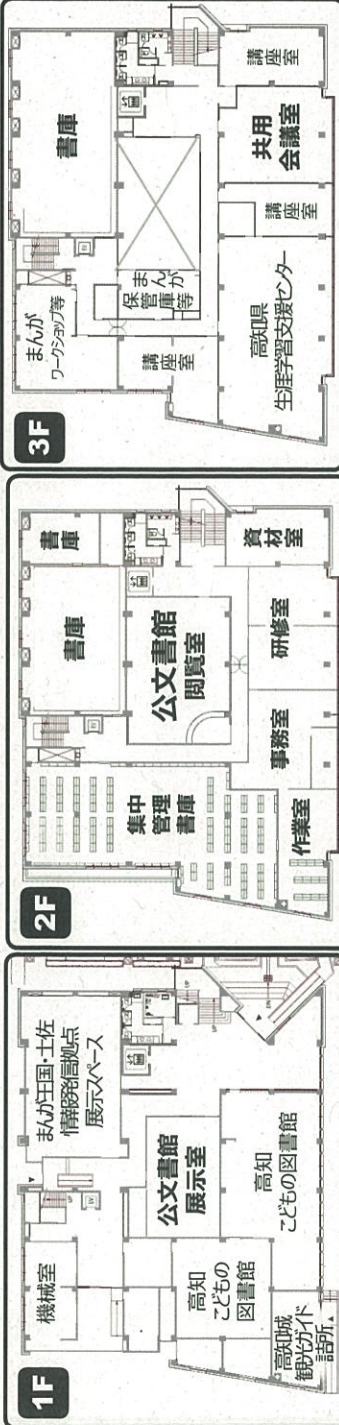 3F
書庫
まんが
ワークショップ等
まんが
保管庫等
講座
室
講座
室
共用
会議室
講座
室
高知県
生涯学習支援センター
2F
書庫
書庫
公文書館
閲覧室
集中
管理
書庫
資材
室
研修室
事務室
作業室
1F
まんが王国・土佐
情報発信拠点
展示スペース
機械室
公文書館
展示室
高知
こどもの
図書館
高知
こどもの図書館
高知城
観光ガイド
詰所